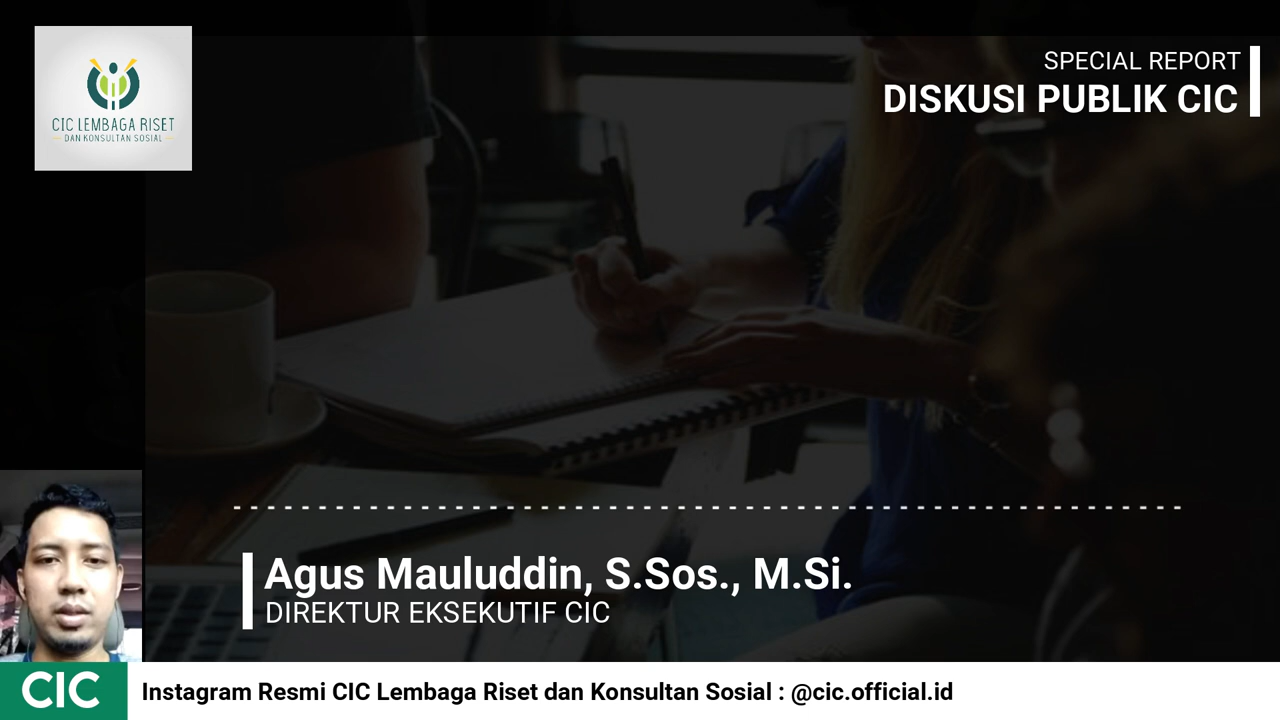 CIC LEMBAGA RISET
DAN KONSULTAN SOSIAL
SPECIAL REPORT
DISKUSI PUBLIK CIC
Agus Mauluddin, S.Sos., M.Si.
DIREKTUR EKSEKUTIF CIC
CIC
Instagram Resmi CIC Lembaga Riset dan Konsultan Sosial : @cic.official.id